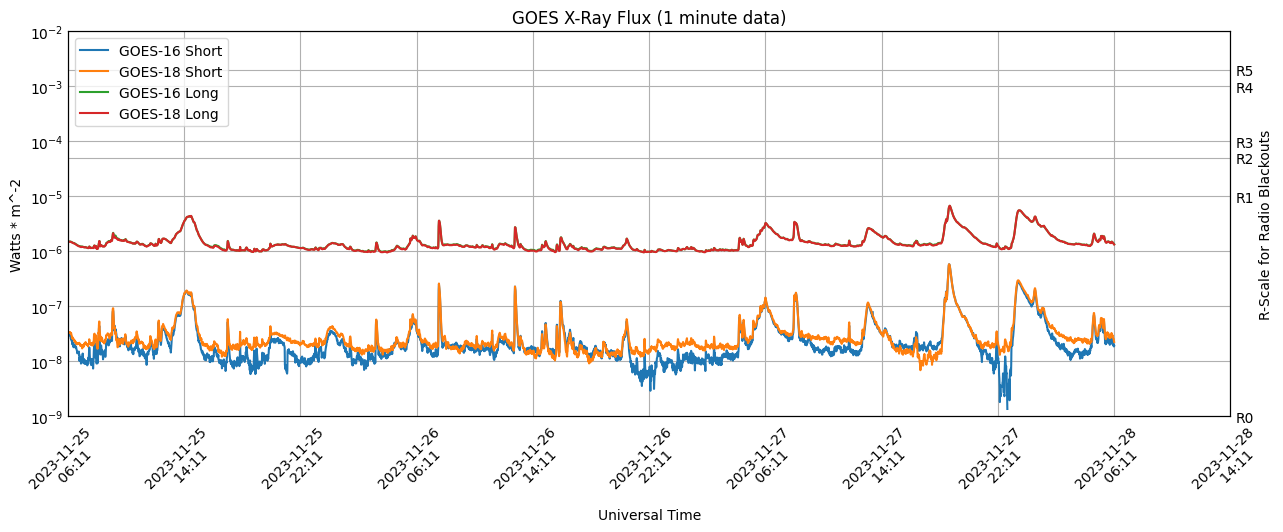 GOES X-Ray Flux (1 minute data)
GOES-16 Short
GOES-18 Short
GOES-16 Long
GOES-18 Long
10^-2
10^-3
10^-4
10^-5
10^-6
10^-7
10^-8
10^-9
Watts * m^-2
R5
R4
R3
R2
R1
R0
R-Scale for Radio Blackouts
2023-11-25
06:11
2023-11-25
14:11
2023-11-25
22:11
2023-11-26
06:11
2023-11-26
14:11
2023-11-26
22:11
2023-11-27
06:11
2023-11-27
14:11
2023-11-27
22:11
2023-11-28
06:11
2023-11-28
14:11
Universal Time